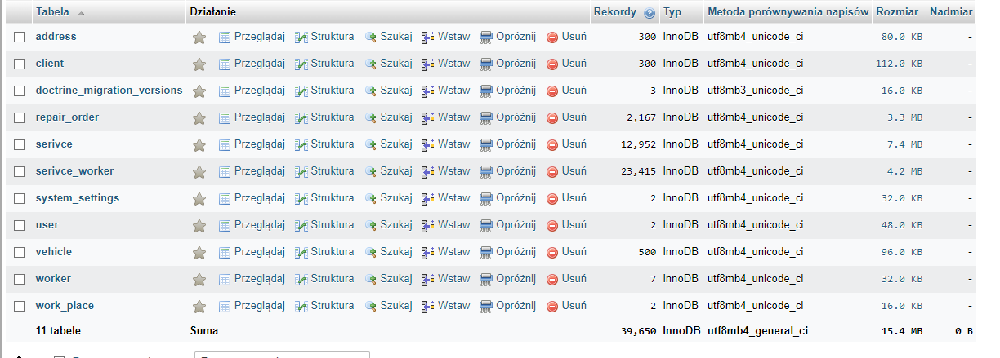 Tabela Działanie Rekordy Typ Metoda porównywania napisów Rozmiar Nadmiar
address Przeglądaj Struktura Szukaj Wstaw Opróżnij Usuń 300 InnoDB utf8mb4_unicode_ci 80.0 KB -
client Przeglądaj Struktura Szukaj Wstaw Opróżnij Usuń 300 InnoDB utf8mb4_unicode_ci 112.0 KB -
doctrine_migration_versions Przeglądaj Struktura Szukaj Wstaw Opróżnij Usuń 3 InnoDB utf8mb3_unicode_ci 16.0 KB -
repair_order Przeglądaj Struktura Szukaj Wstaw Opróżnij Usuń 2,167 InnoDB utf8mb4_unicode_ci 3.3 MB -
serivce Przeglądaj Struktura Szukaj Wstaw Opróżnij Usuń 12,952 InnoDB utf8mb4_unicode_ci 7.4 MB -
serivce_worker Przeglądaj Struktura Szukaj Wstaw Opróżnij Usuń 23,415 InnoDB utf8mb4_unicode_ci 4.2 MB -
system_settings Przeglądaj Struktura Szukaj Wstaw Opróżnij Usuń 2 InnoDB utf8mb4_unicode_ci 32.0 KB -
user Przeglądaj Struktura Szukaj Wstaw Opróżnij Usuń 2 InnoDB utf8mb4_unicode_ci 48.0 KB -
vehicle Przeglądaj Struktura Szukaj Wstaw Opróżnij Usuń 500 InnoDB utf8mb4_unicode_ci 96.0 KB -
worker Przeglądaj Struktura Szukaj Wstaw Opróżnij Usuń 7 InnoDB utf8mb4_unicode_ci 32.0 KB -
work_place Przeglądaj Struktura Szukaj Wstaw Opróżnij Usuń 2 InnoDB utf8mb4_unicode_ci 16.0 KB -
11 tabele Suma 39,650 InnoDB utf8mb4_general_ci 15.4 MB 0 B